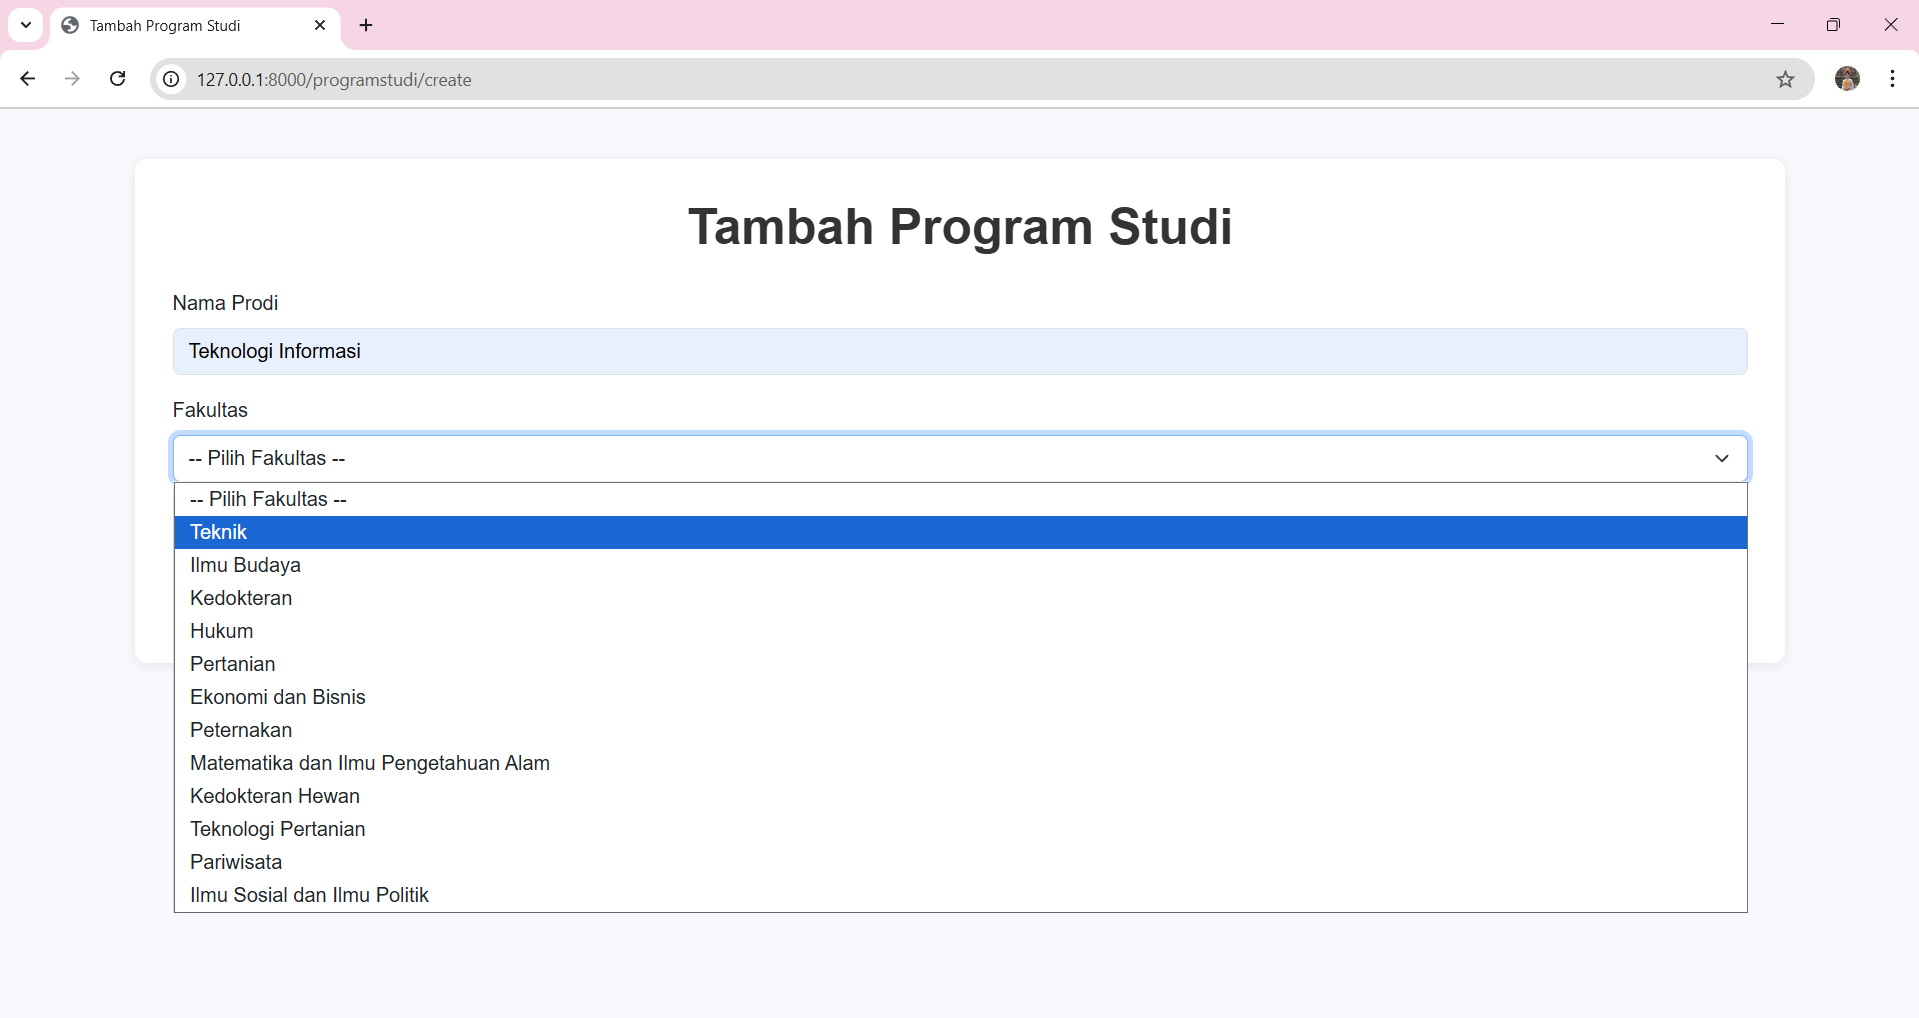 Tambah Program Studi
127.0.0.1:8000/programstudi/create
Tambah Program Studi
Nama Prodi
Teknologi Informasi
Fakultas
-- Pilih Fakultas --
-- Pilih Fakultas --
Teknik
Ilmu Budaya
Kedokteran
Hukum
Pertanian
Ekonomi dan Bisnis
Peternakan
Matematika dan Ilmu Pengetahuan Alam
Kedokteran Hewan
Teknologi Pertanian
Pariwisata
Ilmu Sosial dan Ilmu Politik